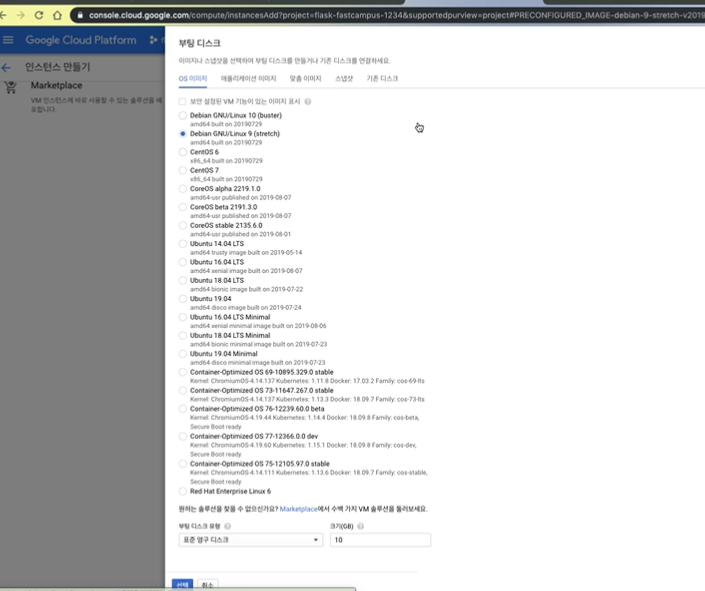 console.cloud.google.com/compute/instancesAdd?project=flask-fastcampus-1234&supportedpurview=project#PRECONFIGURED_IMAGE-debian-9-stretch-v2019
Google Cloud Platform
인스턴스 만들기
Marketplace
VM 인스턴스에 바로 사용할 수 있는 솔루션을 배
포합니다.
부팅 디스크
이미지나 스냅샷을 선택하여 부팅 디스크를 만들거나 기존 디스크를 연결하세요.
OS 이미지 애플리케이션 이미지 맞춤 이미지 스냅샷 기존 디스크
보안 설정된 VM 기능이 있는 이미지 표시
Debian GNU/Linux 10 (buster)
amd64 built on 20190729
Debian GNU/Linux 9 (stretch)
amd64 built on 20190729
CentOS 6
x86_64 built on 20190729
CentOS 7
x86_64 built on 20190729
CoreOS alpha 2219.1.0
amd64-usr published on 2019-08-07
CoreOS beta 2191.3.0
amd64-usr published on 2019-08-07
CoreOS stable 2135.6.0
amd64-usr published on 2019-08-01
Ubuntu 14.04 LTS
amd64 trusty image built on 2019-05-14
Ubuntu 16.04 LTS
amd64 xenial image built on 2019-08-07
Ubuntu 18.04 LTS
amd64 bionic image built on 2019-07-22
Ubuntu 19.04
amd64 disco image built on 2019-07-24
Ubuntu 16.04 LTS Minimal
amd64 xenial minimal image built on 2019-08-06
Ubuntu 18.04 LTS Minimal
amd64 bionic minimal image built on 2019-07-23
Ubuntu 19.04 Minimal
amd64 disco minimal image built on 2019-07-23
Container-Optimized OS 69-10895.329.0 stable
Kernel: ChromiumOS-4.14.137 Kubernetes: 1.11.8 Docker: 17.03.2 Family: cos-69-lts
Container-Optimized OS 73-11647.267.0 stable
Kernel: ChromiumOS-4.14.137 Kubernetes: 1.13.3 Docker: 18.09.7 Family: cos-73-lts
Container-Optimized OS 76-12239.60.0 beta
Kernel: ChromiumOS-4.19.44 Kubernetes: 1.14.4 Docker: 18.09.8 Family: cos-beta,
Secure Boot ready
Container-Optimized OS 77-12366.0.0 dev
Kernel: ChromiumOS-4.19.60 Kubernetes: 1.15.1 Docker: 18.09.8 Family: cos-dev,
Secure Boot ready
Container-Optimized OS 75-12105.97.0 stable
Kernel: ChromiumOS-4.14.111 Kubernetes: 1.13.6 Docker: 18.09.7 Family: cos-stable,
Secure Boot ready
Red Hat Enterprise Linux 6
원하는 솔루션을 찾을 수 없으신가요? Marketplace에서 수백 가지 VM 솔루션을 둘러보세요.
부팅 디스크 유형 크기(GB)
표준 영구 디스크 10
선택 취소